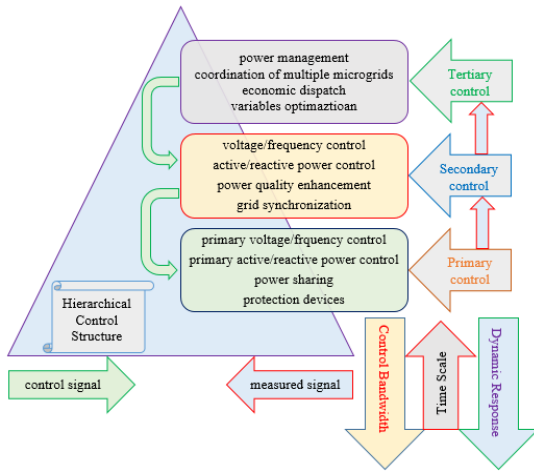 power management
coordination of multiple microgrids
economic dispatch
variables optimaztioan
Tertiary
control
voltage/frequency control
active/reactive power control
power quality enhancement
grid synchronization
Secondary
control
primary voltage/frquency control
primary active/reactive power control
power sharing
protection devices
Primary
control
Hierarchical
Control
Structure
control signal
measured signal
Control Bandwidth
Time Scale
Dynamic Response